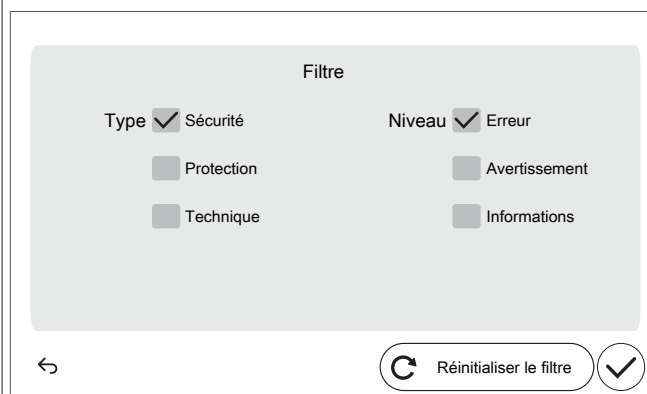 Filtre
Type Sécurité Niveau Erreur
Protection Avertissement
Technique Informations
Réinitialiser le filtre